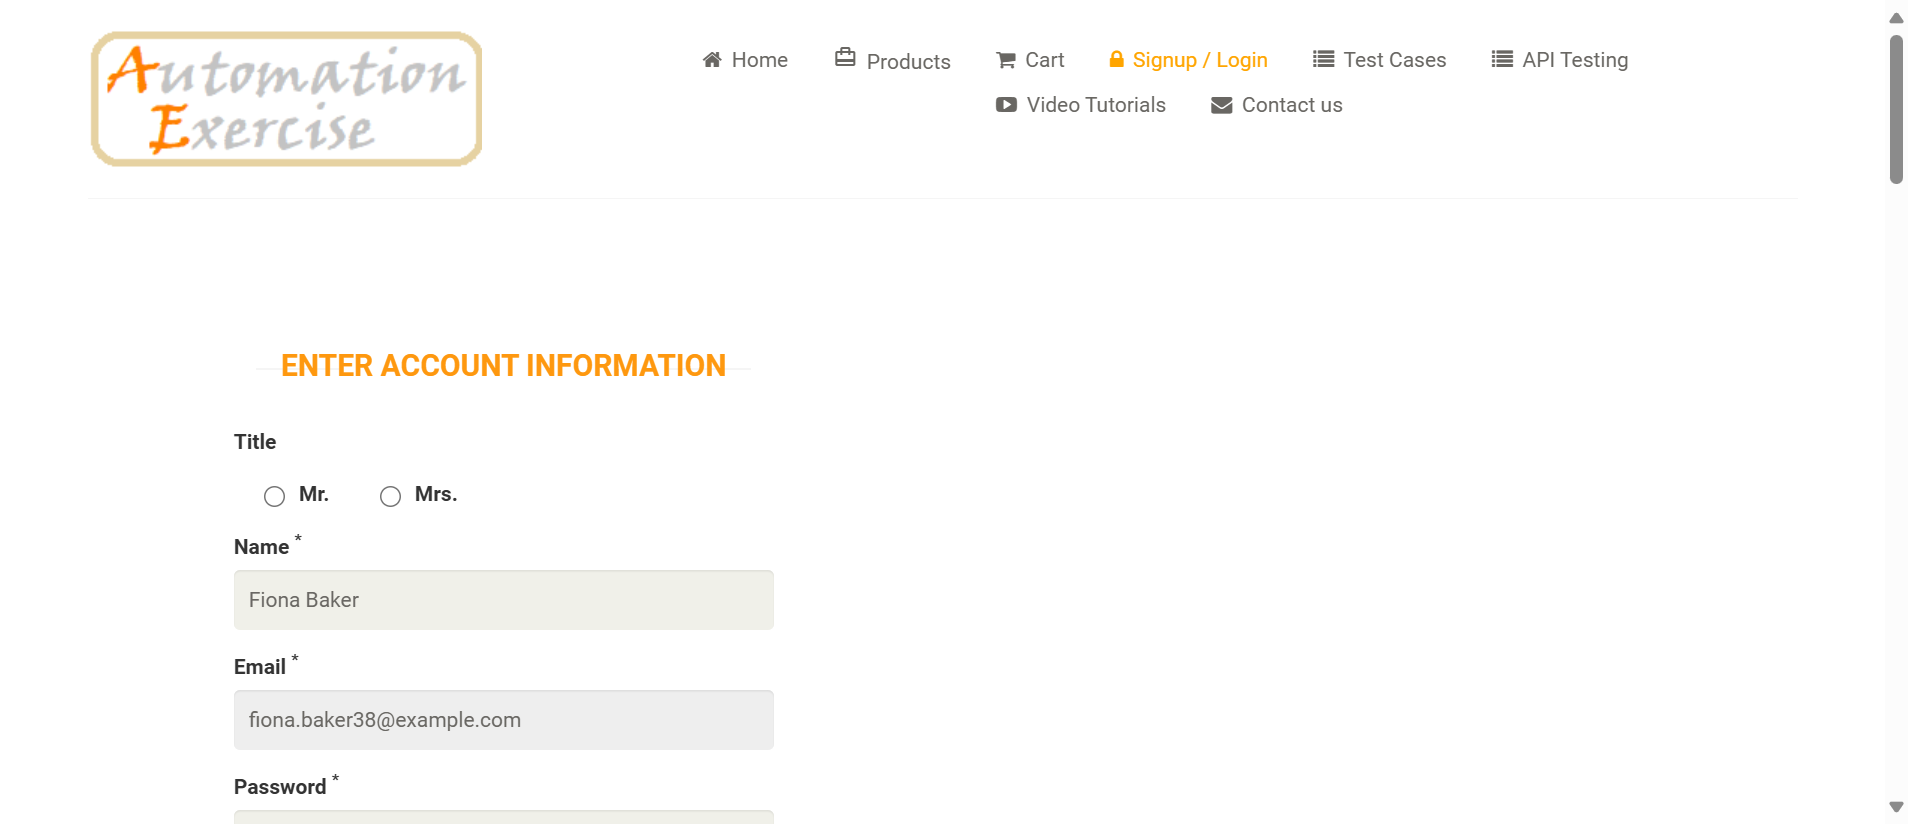 Automation
Exercise
Home
Products
Cart
Signup / Login
Test Cases
API Testing
Video Tutorials
Contact us
ENTER ACCOUNT INFORMATION
Title
Mr.
Mrs.
Name *
Fiona Baker
Email *
fiona.baker38@example.com
Password *